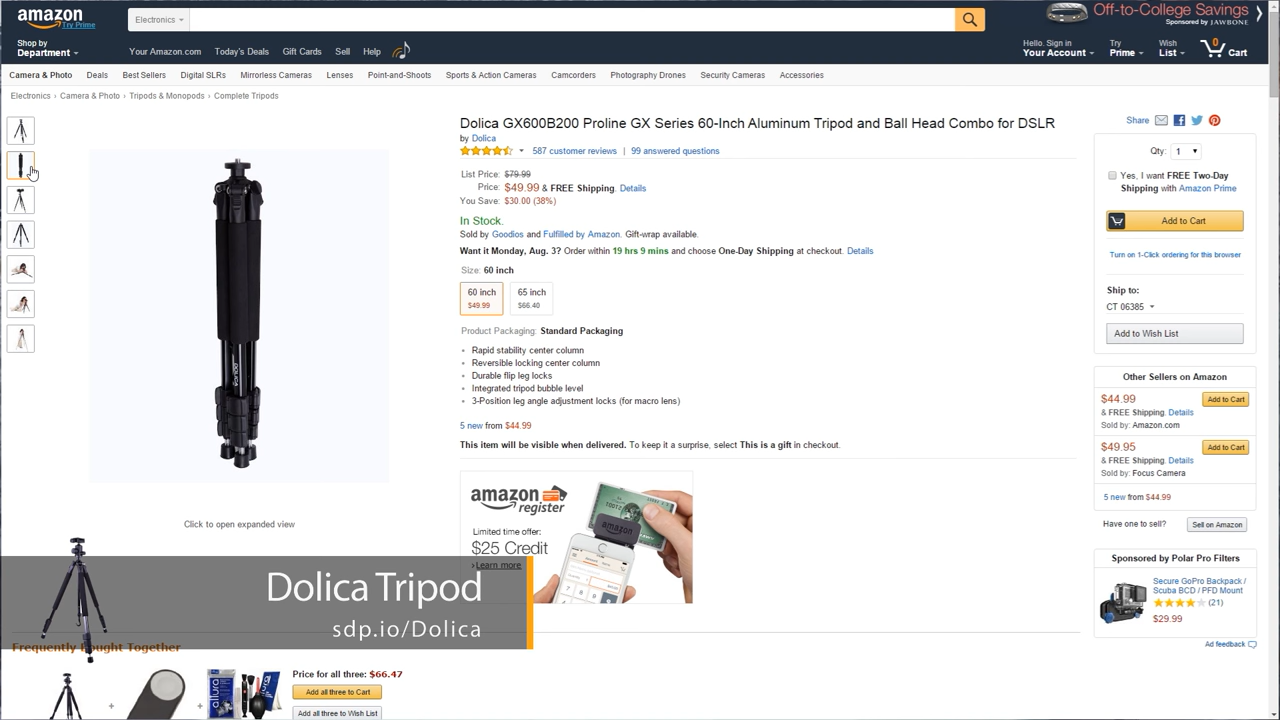 amazon
Try Prime
Electronics
Off-to-College Savings
Sponsored by JAWBONE
Shop by
Department
Your Amazon.com
Today's Deals
Gift Cards
Sell
Help
Hello. Sign in
Your Account
Try
Prime
Wish
List
0
Cart
Camera & Photo
Deals
Best Sellers
Digital SLRs
Mirrorless Cameras
Lenses
Point-and-Shoots
Sports & Action Cameras
Camcorders
Photography Drones
Security Cameras
Accessories
Electronics › Camera & Photo › Tripods & Monopods › Complete Tripods
Dolica GX600B200 Proline GX Series 60-Inch Aluminum Tripod and Ball Head Combo for DSLR
by Dolica
587 customer reviews | 99 answered questions
List Price: $79.99
Price: $49.99 & FREE Shipping. Details
You Save: $30.00 (38%)
In Stock.
Sold by Goodios and Fulfilled by Amazon. Gift-wrap available.
Want it Monday, Aug. 3? Order within 19 hrs 9 mins and choose One-Day Shipping at checkout. Details
Size: 60 inch
60 inch
$49.99
65 inch
$66.40
Product Packaging: Standard Packaging
Rapid stability center column
Reversible locking center column
Durable flip leg locks
Integrated tripod bubble level
3-Position leg angle adjustment locks (for macro lens)
5 new from $44.99
This item will be visible when delivered. To keep it a surprise, select This is a gift in checkout.
Click to open expanded view
amazon
register
Limited time offer:
$25 Credit
Learn more
amazon
Share
Qty: 1
Yes, I want FREE Two-Day
Shipping with Amazon Prime
Add to Cart
Turn on 1-Click ordering for this browser
Ship to:
CT 06385
Add to Wish List
Other Sellers on Amazon
$44.99
Add to Cart
& FREE Shipping. Details
Sold by: Amazon.com
$49.95
Add to Cart
& FREE Shipping. Details
Sold by: Focus Camera
5 new from $44.99
Have one to sell?
Sell on Amazon
Sponsored by Polar Pro Filters
Secure GoPro Backpack /
Scuba BCD / PFD Mount
(21)
$29.99
Ad feedback
Dolica Tripod
sdp.io/Dolica
Frequently Bought Together
Price for all three: $66.47
Add all three to Cart
Add all three to Wish List